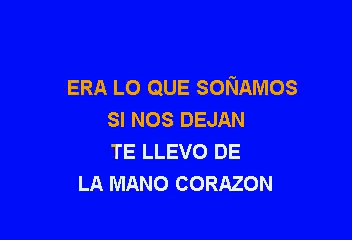 ERA LO QUE SOÑAMOS
SI NOS DEJAN
TE LLEVO DE
LA MANO CORAZON